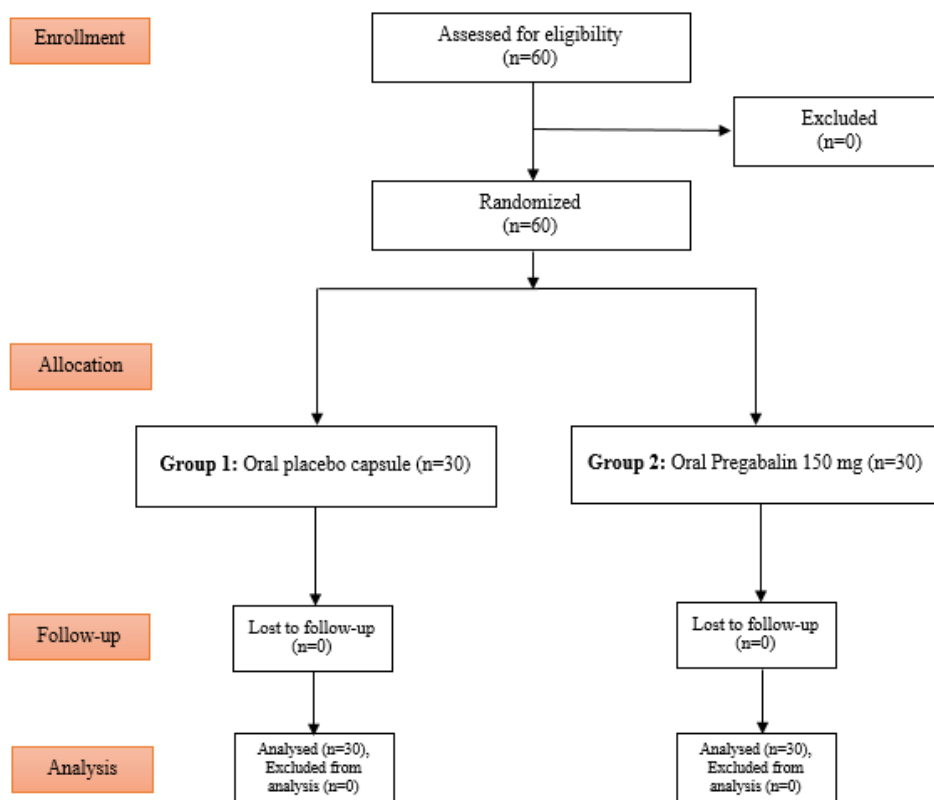 Enrollment
Assessed for eligibility
(n=60)
Excluded
(n=0)
Randomized
(n=60)
Allocation
Group 1: Oral placebo capsule (n=30)
Group 2: Oral Pregabalin 150 mg (n=30)
Follow-up
Lost to follow-up
(n=0)
Lost to follow-up
(n=0)
Analysis
Analysed (n=30),
Excluded from
analysis (n=0)
Analysed (n=30),
Excluded from
analysis (n=0)